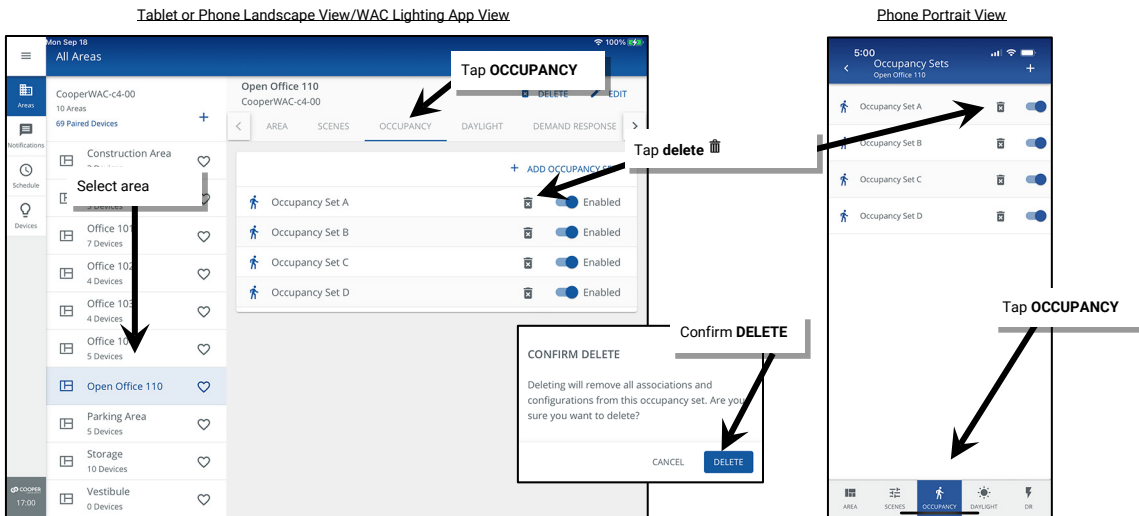 Tablet or Phone Landscape View/WAC Lighting App View
Mon Sep 18
100%
All Areas
Areas
Notifications
Schedule
Devices
COOPER
17:00
CooperWAC-c4-00
10 Areas
69 Paired Devices
+
Construction Area
Select area
Office 101
7 Devices
Office 102
4 Devices
Office 103
4 Devices
Office 10
5 Devices
Open Office 110
Parking Area
5 Devices
Storage
10 Devices
Vestibule
0 Devices
Tap OCCUPANCY
Open Office 110
CooperWAC-c4-00
DELETE
EDIT
< AREA SCENES OCCUPANCY DAYLIGHT DEMAND RESPONSE >
Tap delete
+ ADD OCCUPANCY
Occupancy Set A Enabled
Occupancy Set B Enabled
Occupancy Set C Enabled
Occupancy Set D Enabled
Confirm DELETE
CONFIRM DELETE
Deleting will remove all associations and
configurations from this occupancy set. Are you
sure you want to delete?
CANCEL DELETE
Phone Portrait View
5:00
< Occupancy Sets +
Open Office 110
Occupancy Set A
Occupancy Set B
Occupancy Set C
Occupancy Set D
Tap OCCUPANCY
AREA SCENES OCCUPANCY DAYLIGHT DR